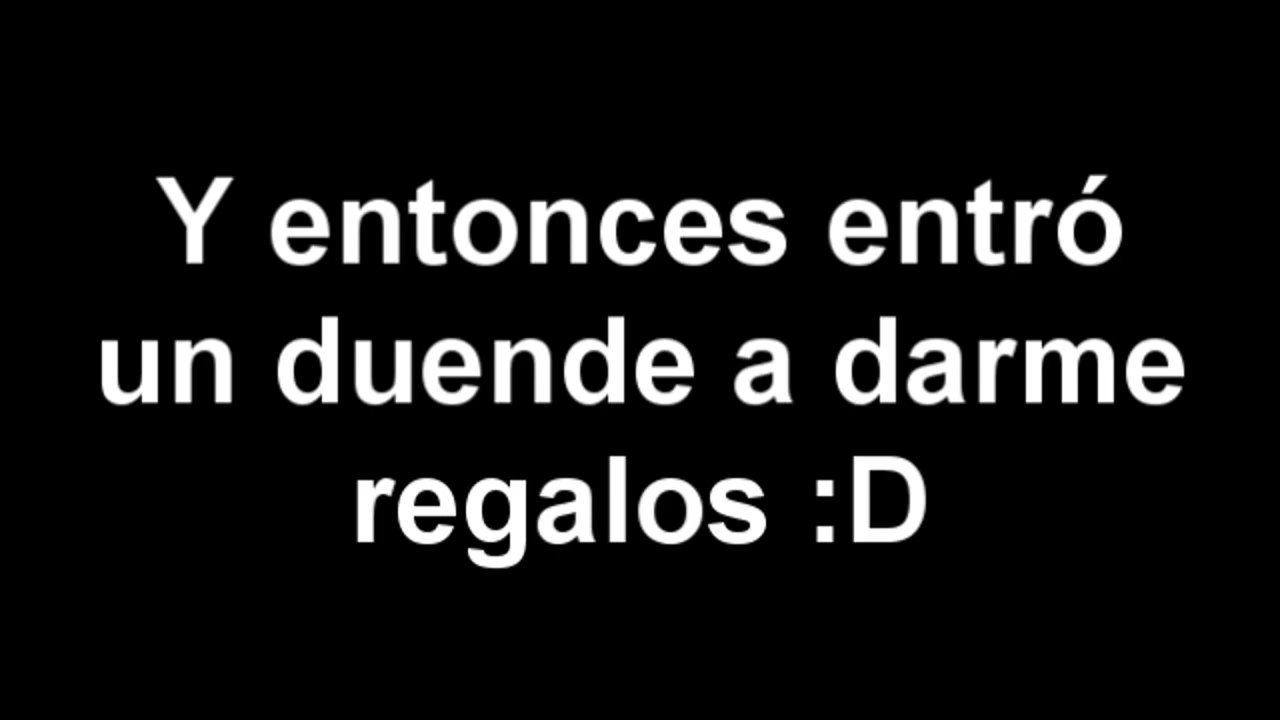 Y entonces entró
un duende a darme
regalos :D